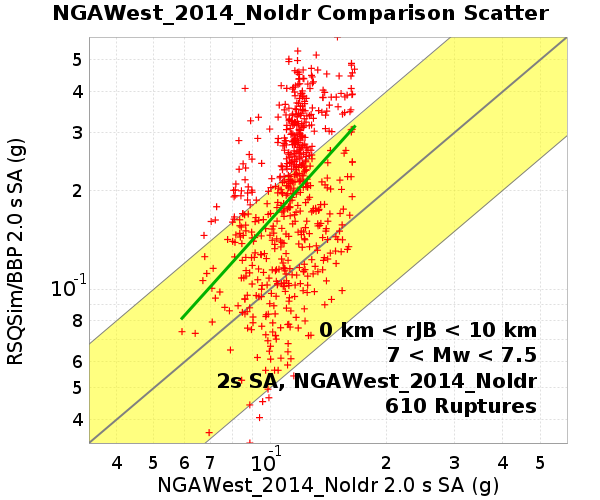 NGAWest_2014_NoIdr Comparison Scatter
RSQSim/BBP 2.0 s SA (g)
5
4
3
2
10-1
8
6
5
4
0 km < rJB < 10 km
7 < Mw < 7.5
2s SA, NGAWest_2014_NoIdr
610 Ruptures
4 5 6 7 10-1 2 3 4 5
NGAWest_2014_NoIdr 2.0 s SA (g)